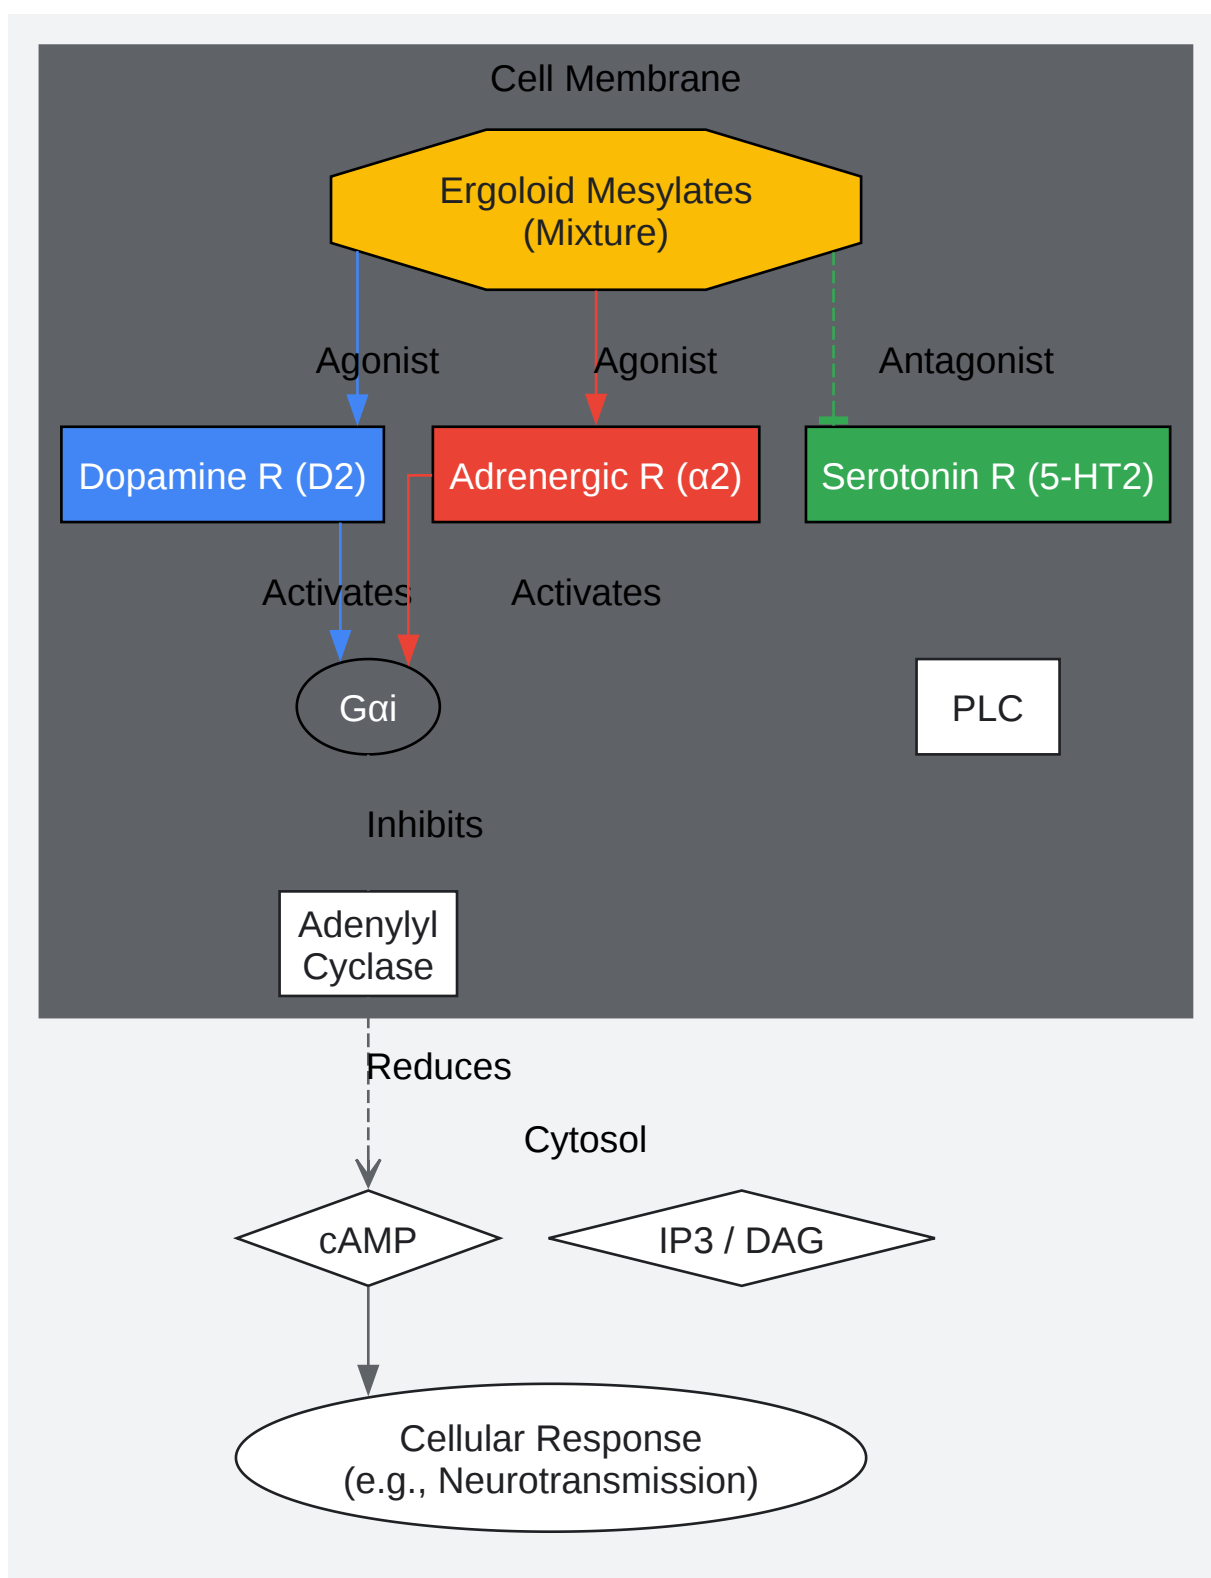 Cell Membrane
Ergoloid Mesylates
(Mixture)
Agonist
Agonist
Antagonist
Dopamine R (D2)
Adrenergic R (α2)
Serotonin R (5-HT2)
Activates
Activates
Gαi
PLC
Inhibits
Adenylyl
Cyclase
Reduces
Cytosol
cAMP
IP3 / DAG
Cellular Response
(e.g., Neurotransmission)